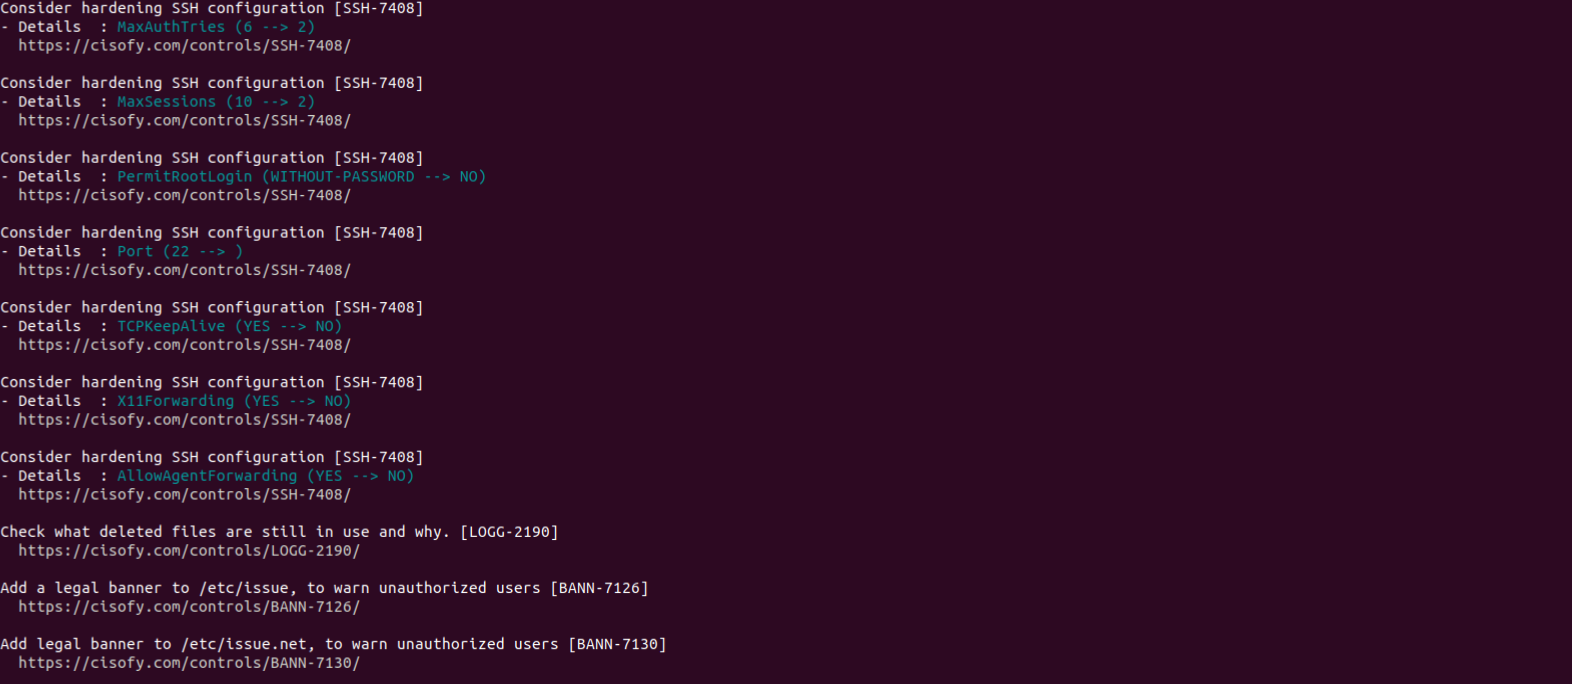 Consider hardening SSH configuration [SSH-7408]
- Details  : MaxAuthTries (6 --> 2)
  https://cisofy.com/controls/SSH-7408/
Consider hardening SSH configuration [SSH-7408]
- Details  : MaxSessions (10 --> 2)
  https://cisofy.com/controls/SSH-7408/
Consider hardening SSH configuration [SSH-7408]
- Details  : PermitRootLogin (WITHOUT-PASSWORD --> NO)
  https://cisofy.com/controls/SSH-7408/
Consider hardening SSH configuration [SSH-7408]
- Details  : Port (22 --> )
  https://cisofy.com/controls/SSH-7408/
Consider hardening SSH configuration [SSH-7408]
- Details  : TCPKeepAlive (YES --> NO)
  https://cisofy.com/controls/SSH-7408/
Consider hardening SSH configuration [SSH-7408]
- Details  : X11Forwarding (YES --> NO)
  https://cisofy.com/controls/SSH-7408/
Consider hardening SSH configuration [SSH-7408]
- Details  : AllowAgentForwarding (YES --> NO)
  https://cisofy.com/controls/SSH-7408/
Check what deleted files are still in use and why. [LOGG-2190]
  https://cisofy.com/controls/LOGG-2190/
Add a legal banner to /etc/issue, to warn unauthorized users [BANN-7126]
  https://cisofy.com/controls/BANN-7126/
Add legal banner to /etc/issue.net, to warn unauthorized users [BANN-7130]
  https://cisofy.com/controls/BANN-7130/